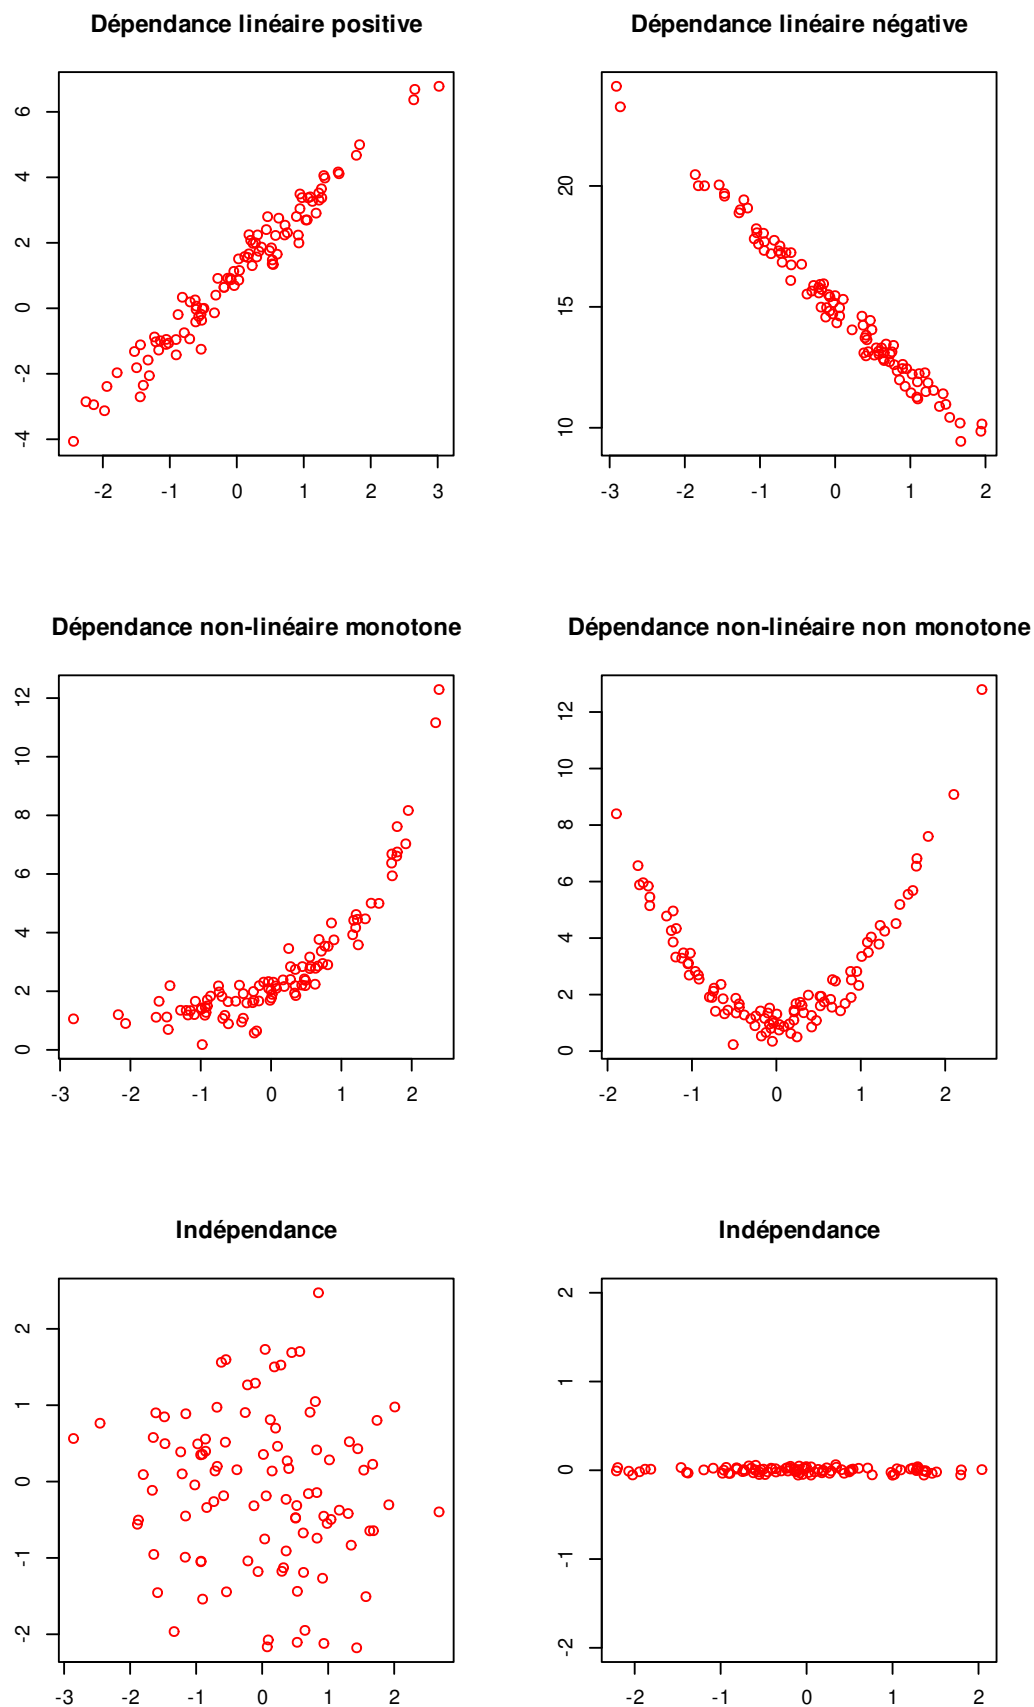 Dépendance linéaire positive
Dépendance linéaire négative
6
4
2
0
-2
-4
-2 -1 0 1 2 3
20
15
10
-3 -2 -1 0 1 2
Dépendance non-linéaire monotone
Dépendance non-linéaire non monotone
12
10
8
6
4
2
0
-3 -2 -1 0 1 2
12
10
8
6
4
2
0
-2 -1 0 1 2
Indépendance
Indépendance
2
1
0
-1
-2
-3 -2 -1 0 1 2
2
1
0
-1
-2
-2 -1 0 1 2